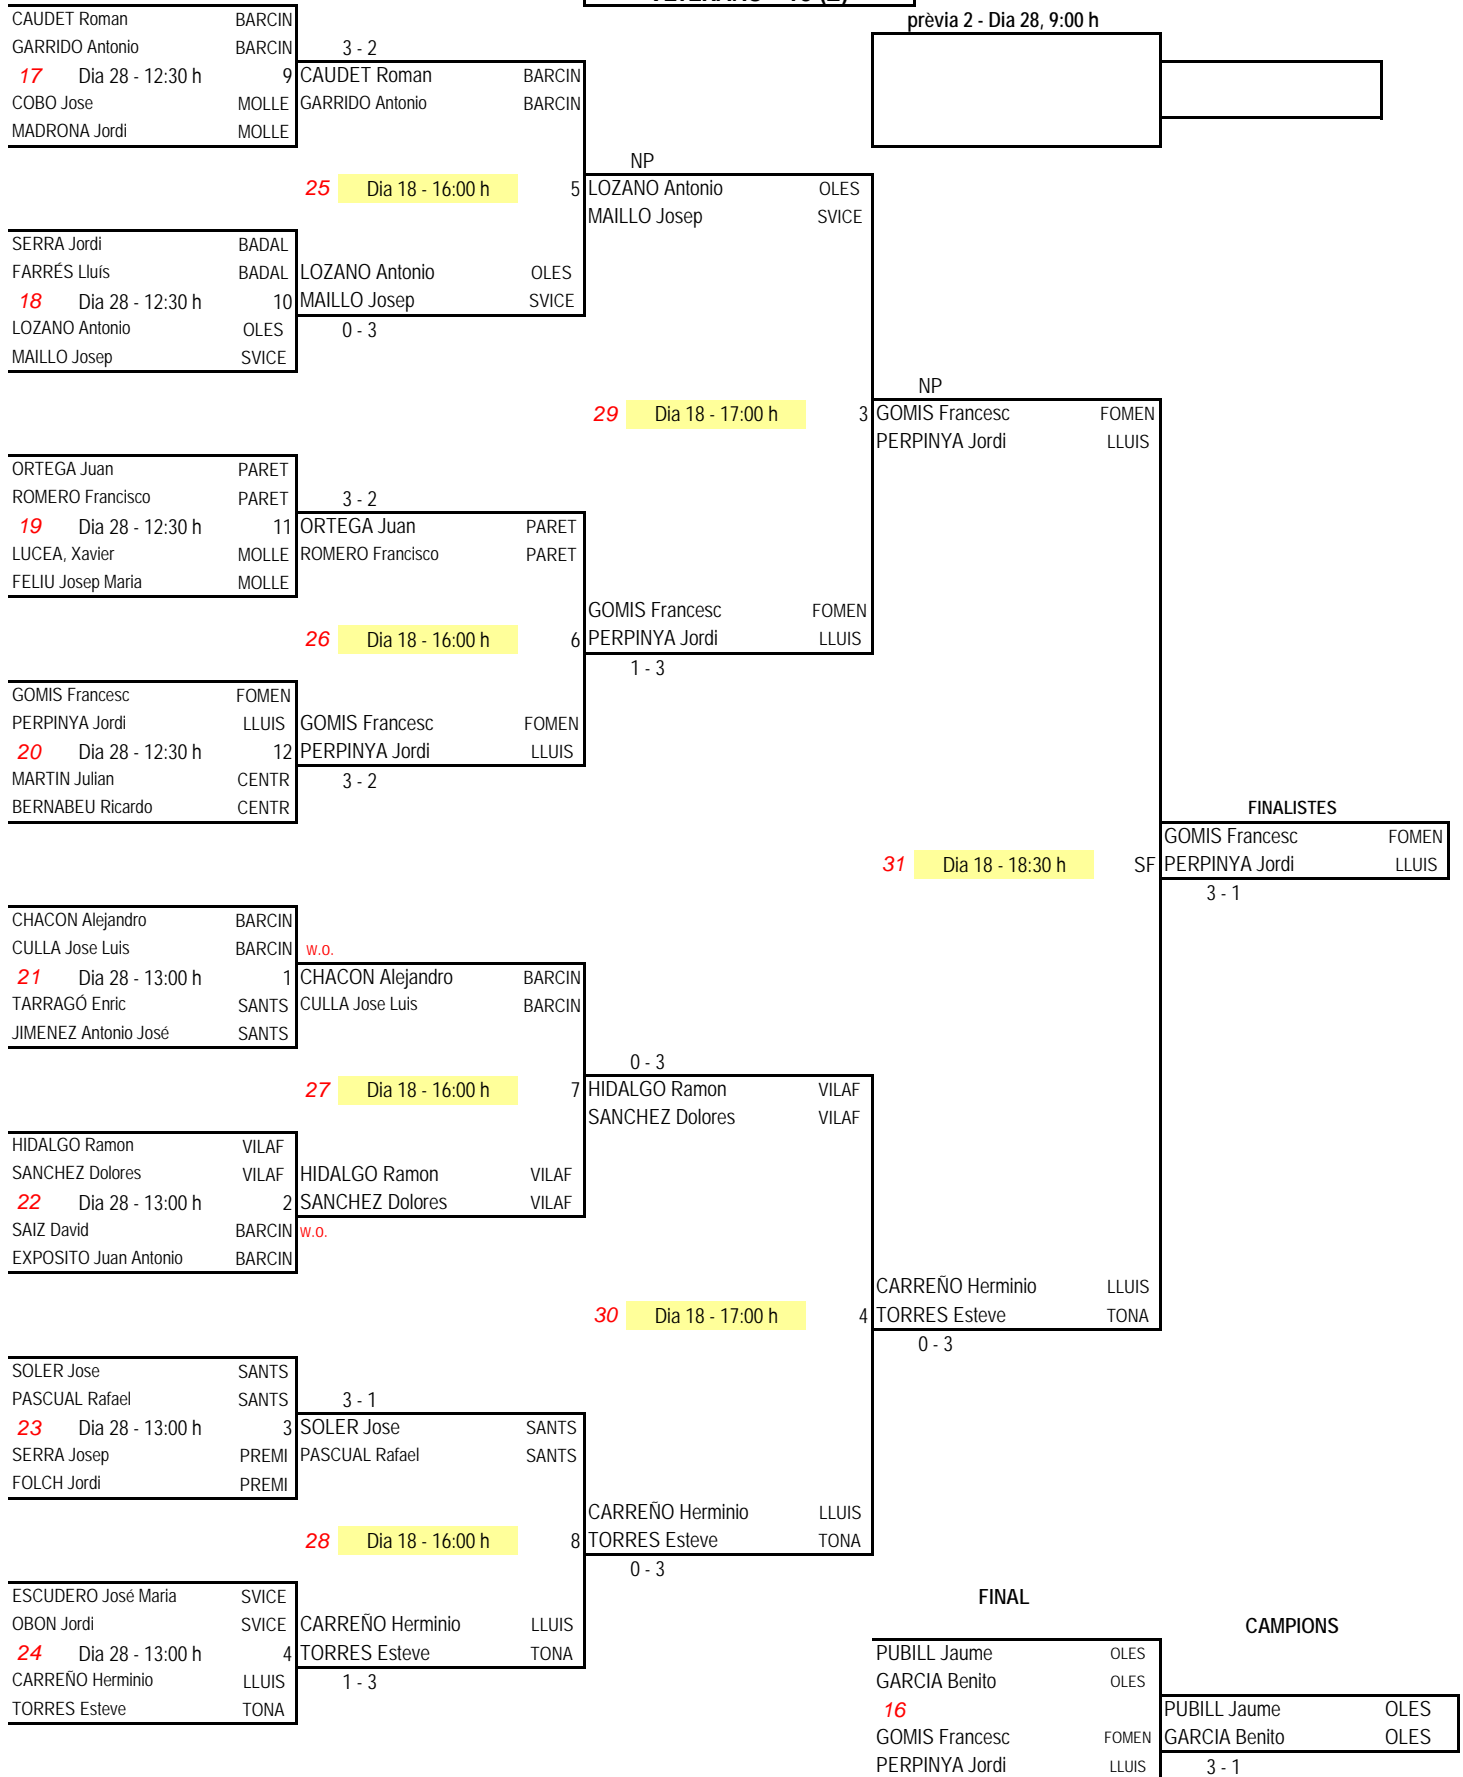 prèvia 2 - Dia 28, 9:00 h
CAUDET Roman BARCIN
GARRIDO Antonio BARCIN 3 - 2
17 Dia 28 - 12:30 h 9 CAUDET Roman BARCIN
COBO Jose MOLLE GARRIDO Antonio BARCIN
MADRONA Jordi MOLLE
NP
25 Dia 18 - 16:00 h 5 LOZANO Antonio OLES
MAILLO Josep SVICE
SERRA Jordi BADAL
FARRÉS Lluís BADAL LOZANO Antonio OLES
18 Dia 28 - 12:30 h 10 MAILLO Josep SVICE
LOZANO Antonio OLES 0 - 3
MAILLO Josep SVICE
NP
29 Dia 18 - 17:00 h 3 GOMIS Francesc FOMEN
PERPINYA Jordi LLUIS
ORTEGA Juan PARET
ROMERO Francisco PARET 3 - 2
19 Dia 28 - 12:30 h 11 ORTEGA Juan PARET
LUCEA, Xavier MOLLE ROMERO Francisco PARET
FELIU Josep Maria MOLLE
GOMIS Francesc FOMEN
26 Dia 18 - 16:00 h 6 PERPINYA Jordi LLUIS
1 - 3
GOMIS Francesc FOMEN
PERPINYA Jordi LLUIS GOMIS Francesc FOMEN
20 Dia 28 - 12:30 h 12 PERPINYA Jordi LLUIS
MARTIN Julian CENTR 3 - 2
BERNABEU Ricardo CENTR FINALISTES
GOMIS Francesc FOMEN
31 Dia 18 - 18:30 h SF PERPINYA Jordi LLUIS
3 - 1
CHACON Alejandro BARCIN
CULLA Jose Luis BARCIN w.o.
21 Dia 28 - 13:00 h 1 CHACON Alejandro BARCIN
TARRAGÓ Enric SANTS CULLA Jose Luis BARCIN
JIMENEZ Antonio José SANTS
0 - 3
27 Dia 18 - 16:00 h 7 HIDALGO Ramon VILAF
SANCHEZ Dolores VILAF
HIDALGO Ramon VILAF
SANCHEZ Dolores VILAF HIDALGO Ramon VILAF
22 Dia 28 - 13:00 h 2 SANCHEZ Dolores VILAF
SAIZ David BARCIN w.o.
EXPOSITO Juan Antonio BARCIN
CARREÑO Herminio LLUIS
30 Dia 18 - 17:00 h 4 TORRES Esteve TONA
0 - 3
SOLER Jose SANTS
PASCUAL Rafael SANTS 3 - 1
23 Dia 28 - 13:00 h 3 SOLER Jose SANTS
SERRA Josep PREMI PASCUAL Rafael SANTS
FOLCH Jordi PREMI
CARREÑO Herminio LLUIS
28 Dia 18 - 16:00 h 8 TORRES Esteve TONA
0 - 3
ESCUDERO José Maria SVICE FINAL
OBON Jordi SVICE CARREÑO Herminio LLUIS CAMPIONS
24 Dia 28 - 13:00 h 4 TORRES Esteve TONA PUBILL Jaume OLES
CARREÑO Herminio LLUIS 1 - 3 GARCIA Benito OLES
TORRES Esteve TONA 16 PUBILL Jaume OLES
GOMIS Francesc FOMEN GARCIA Benito OLES
PERPINYA Jordi LLUIS 3 - 1